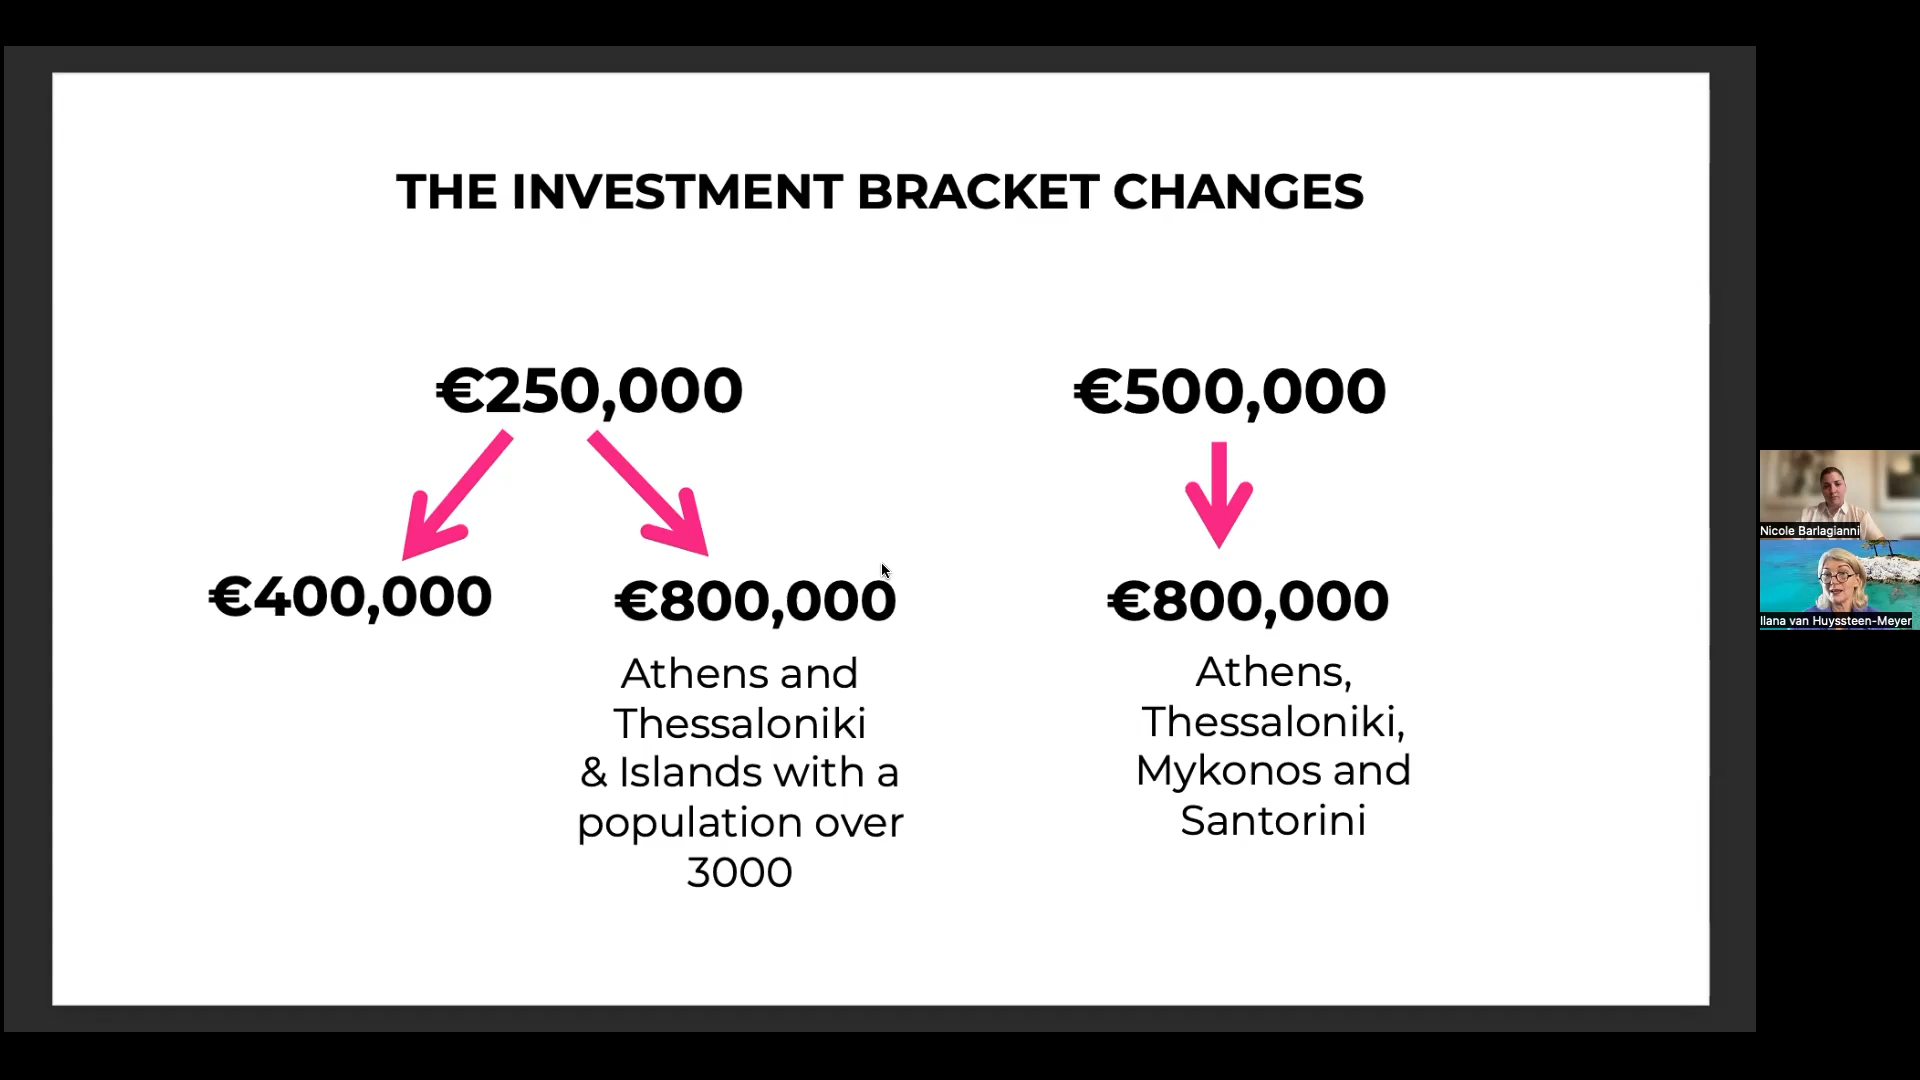 THE INVESTMENT BRACKET CHANGES
€250,000
€500,000
€400,000
€800,000
Athens and
Thessaloniki
& Islands with a
population over
3000
€800,000
Athens,
Thessaloniki,
Mykonos and
Santorini
Nicole Barlagianni
Ilana van Huyssteen-Meyer